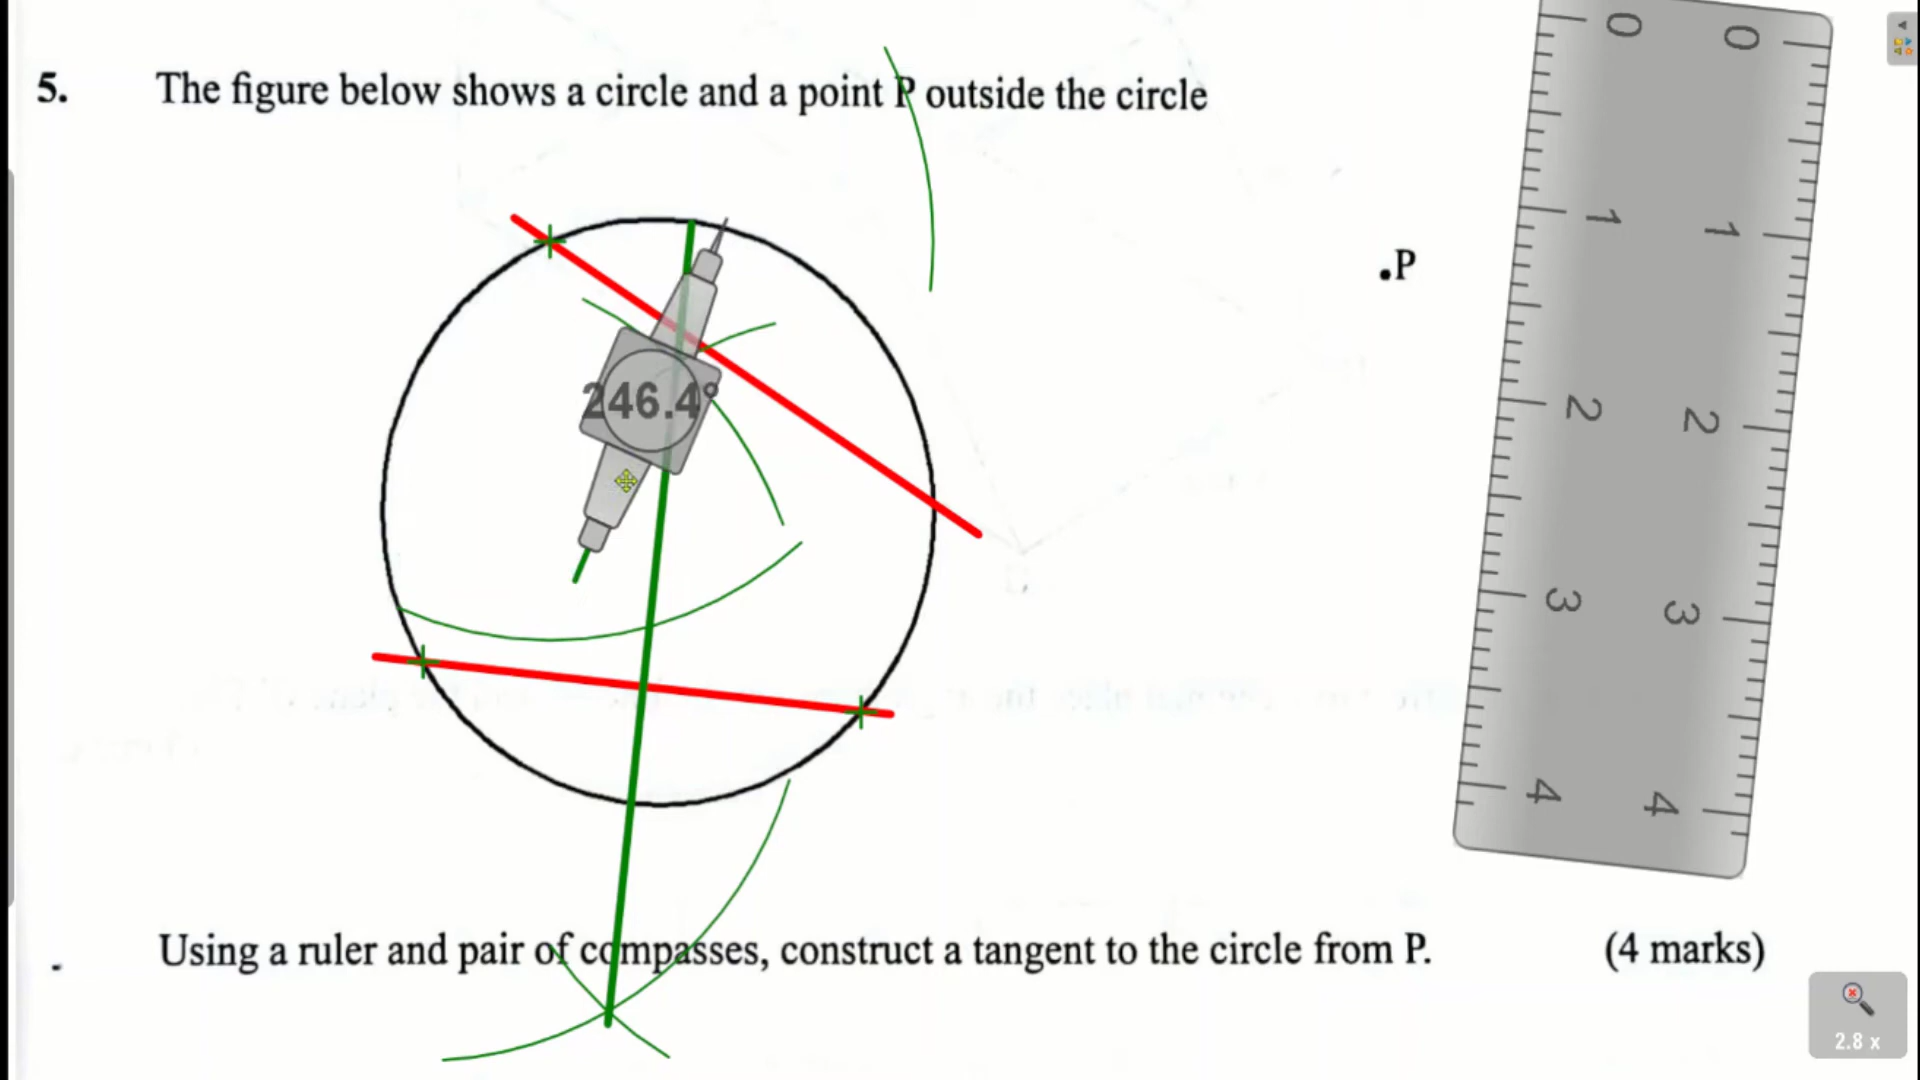 5. The figure below shows a circle and a point P outside the circle
.P
246.4°
0 0
1 1
2 2
3 3
4 4
Using a ruler and pair of compasses, construct a tangent to the circle from P. (4 marks)
2.8 x